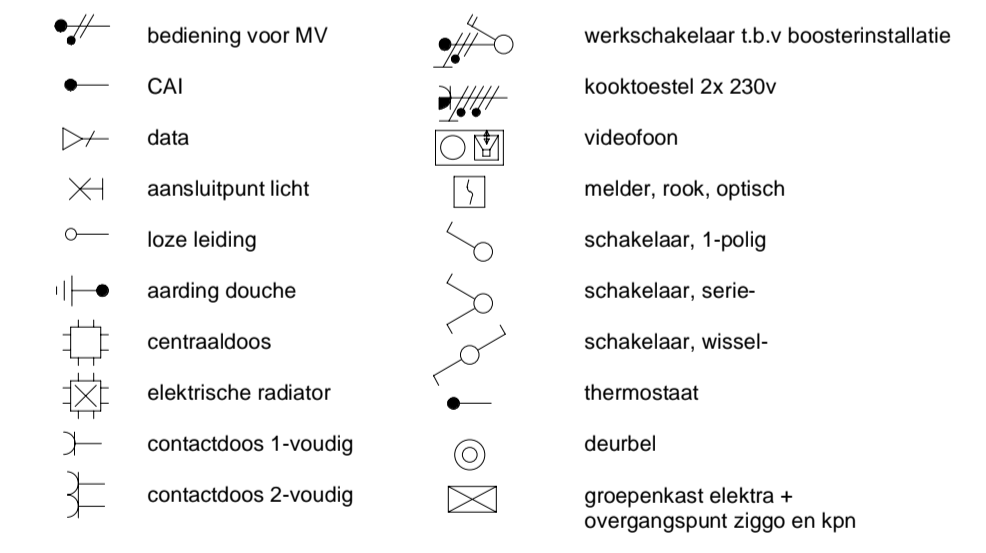 bediening voor MV
CAI
data
aansluitpunt licht
loze leiding
aarding douche
centraaldoos
elektrische radiator
contactdoos 1-voudig
contactdoos 2-voudig
werkschakelaar t.b.v boosterinstallatie
kooktoestel 2x 230v
videofoon
melder, rook, optisch
schakelaar, 1-polig
schakelaar, serie-
schakelaar, wissel-
thermostaat
deurbel
groepenkast elektra +
overgangspunt ziggo en kpn